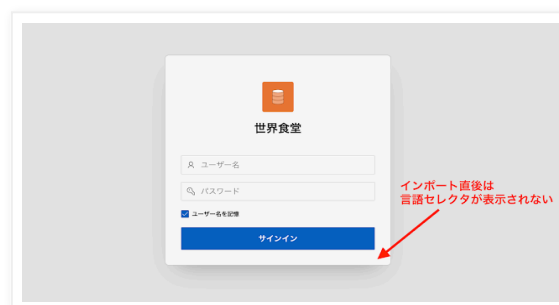 世界食堂
ユーザー名
パスワード
ユーザー名を記憶
サインイン
インポート直後は
言語セレクタが表示されない